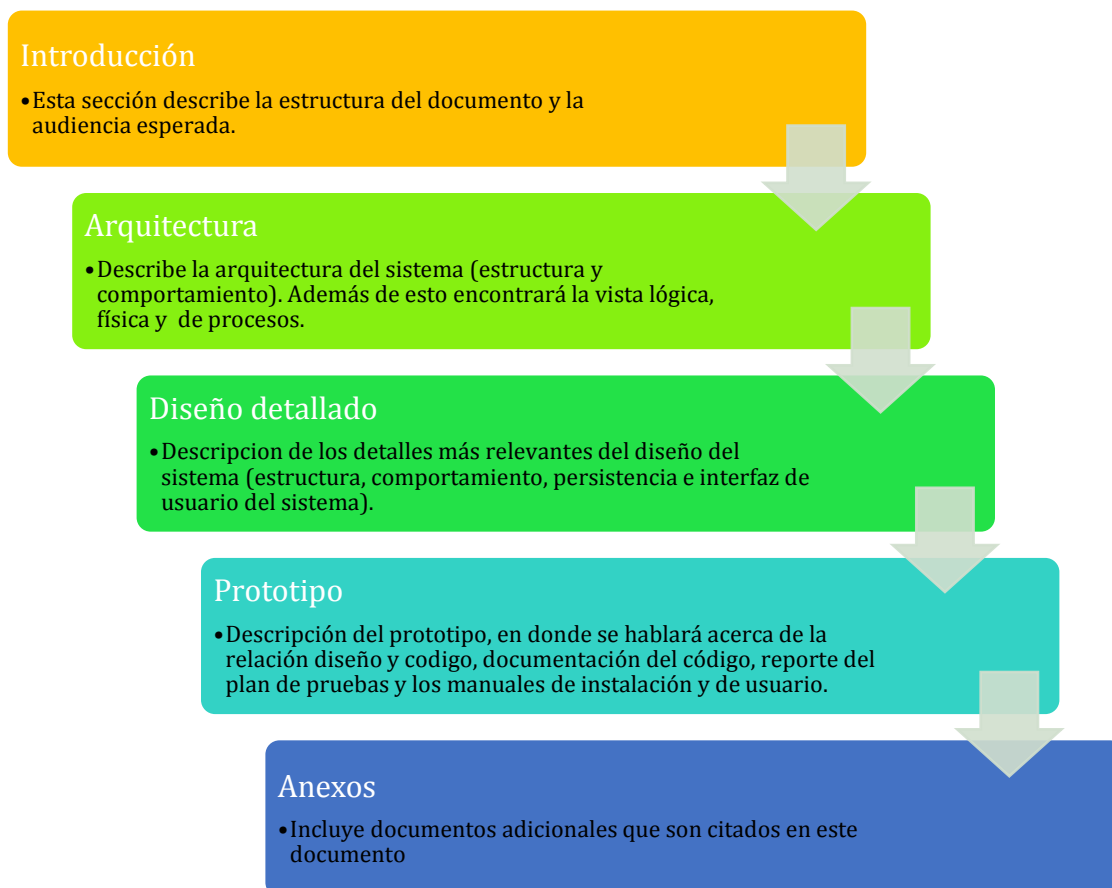 Introducción
•Esta sección describe la estructura del documento y la
audiencia esperada.
Arquitectura
•Describe la arquitectura del sistema (estructura y
comportamiento). Además de esto encontrará la vista lógica,
física y  de procesos.
Diseño detallado
•Descripcion de los detalles más relevantes del diseño del
sistema (estructura, comportamiento, persistencia e interfaz de
usuario del sistema).
Prototipo
•Descripción del prototipo, en donde se hablará acerca de la
relación diseño y codigo, documentación del código, reporte del
plan de pruebas y los manuales de instalación y de usuario.
Anexos
•Incluye documentos adicionales que son citados en este
documento